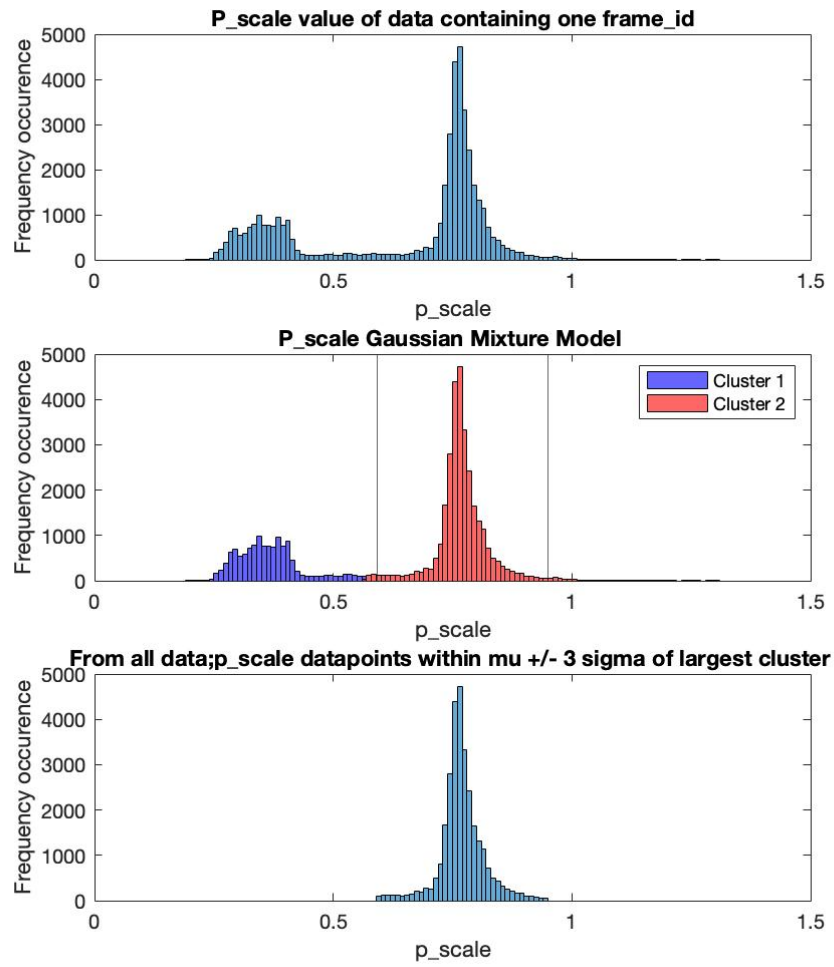 P_scale value of data containing one frame_id
5000
4000
3000
2000
1000
0
Frequency occurence
0 0.5 1 1.5
p_scale
P_scale Gaussian Mixture Model
5000
4000
3000
2000
1000
0
Frequency occurence
Cluster 1
Cluster 2
0 0.5 1 1.5
p_scale
From all data;p_scale datapoints within mu +/- 3 sigma of largest cluster
5000
4000
3000
2000
1000
0
Frequency occurence
0 0.5 1 1.5
p_scale